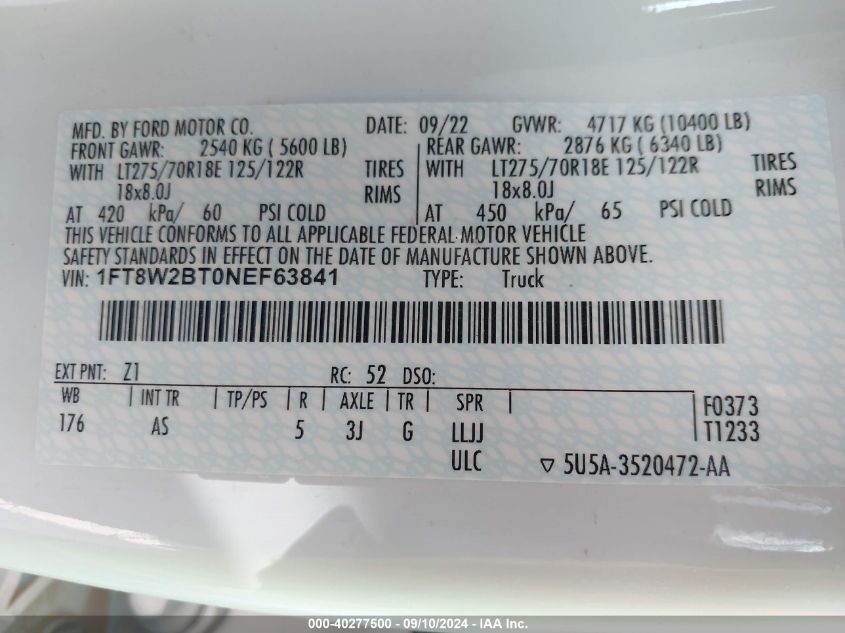 MFD. BY FORD MOTOR CO. DATE: 09/22 GVWR: 4717 KG (10400 LB)
FRONT GAWR: 2540 KG ( 5600 LB) REAR GAWR: 2876 KG ( 6340 LB)
WITH LT275/70R18E 125/122R TIRES WITH LT275/70R18E 125/122R TIRES
18x8.0J RIMS 18x8.0J RIMS
AT 420 kPa/ 60 PSI COLD AT 450 kPa/ 65 PSI COLD
THIS VEHICLE CONFORMS TO ALL APPLICABLE FEDERAL MOTOR VEHICLE
SAFETY STANDARDS IN EFFECT ON THE DATE OF MANUFACTURE SHOWN ABOVE.
VIN: 1FT8W2BT0NEF63841 TYPE: Truck
EXT PNT: Z1 RC: 52 DSO:
WB INT TR TP/PS R AXLE TR SPR F0373
176 AS 5 3J G LLJJ T1233
ULC ▽ 5U5A-3520472-AA
000-40277500 - 09/10/2024 - IAA Inc.